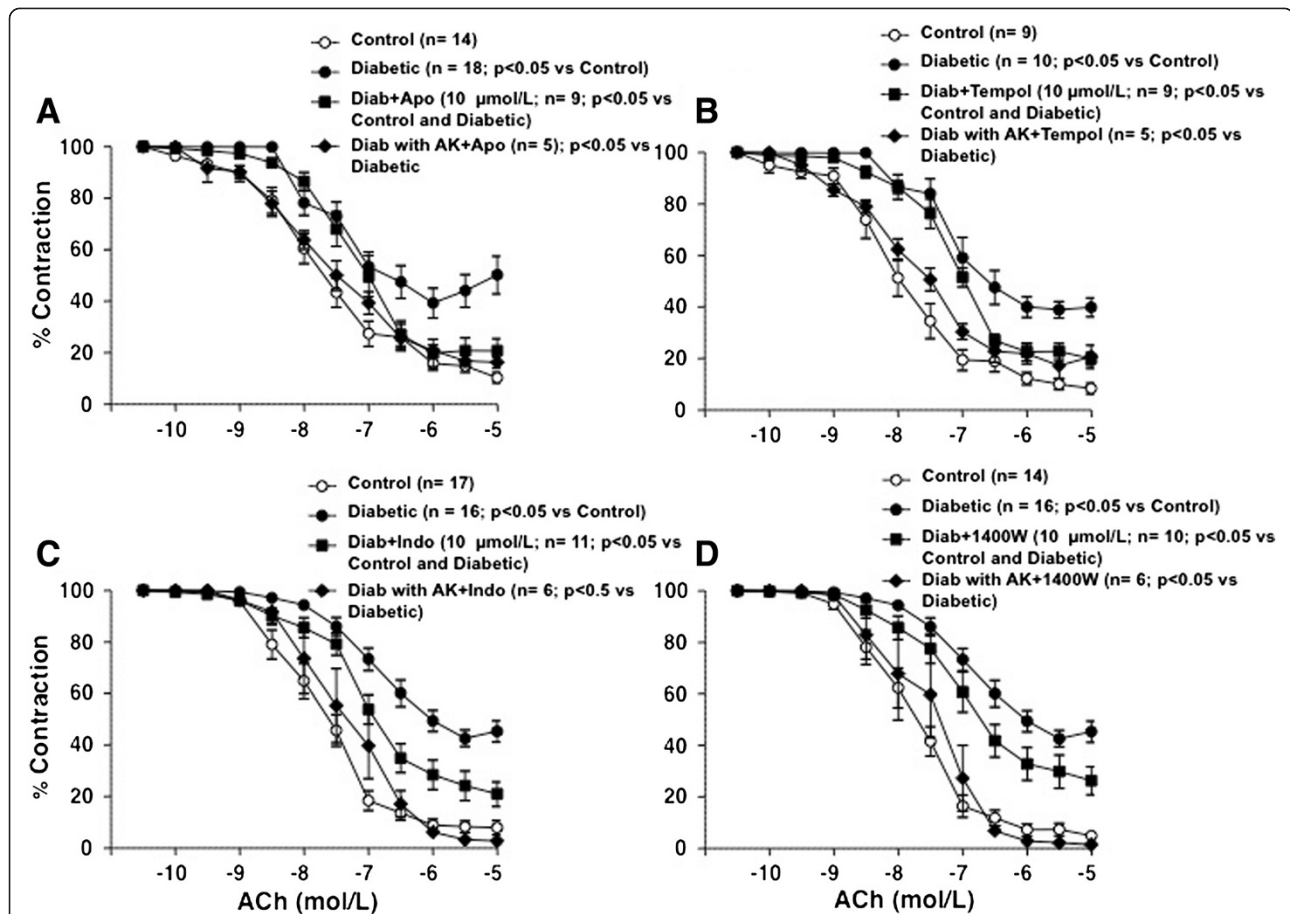 A
Control (n= 14)
Diabetic (n = 18; p<0.05 vs Control)
Diab+Apo (10 µmol/L; n= 9; p<0.05 vs
Control and Diabetic)
Diab with AK+Apo (n= 5); p<0.05 vs
Diabetic
% Contraction
100
80
60
40
20
0
-10 -9 -8 -7 -6 -5
B
Control (n= 9)
Diabetic (n = 10; p<0.05 vs Control)
Diab+Tempol (10 µmol/L; n= 9; p<0.05 vs
Control and Diabetic)
Diab with AK+Tempol (n= 5; p<0.05 vs
Diabetic)
100
80
60
40
20
0
-10 -9 -8 -7 -6 -5
C
Control (n= 17)
Diabetic (n = 16; p<0.05 vs Control)
Diab+Indo (10 µmol/L; n= 11; p<0.05 vs
Control and Diabetic)
Diab with AK+Indo (n= 6; p<0.5 vs
Diabetic)
% Contraction
100
80
60
40
20
0
-10 -9 -8 -7 -6 -5
ACh (mol/L)
D
Control (n= 14)
Diabetic (n = 16; p<0.05 vs Control)
Diab+1400W (10 µmol/L; n= 10; p<0.05 vs
Control and Diabetic)
Diab with AK+1400W (n= 6; p<0.05 vs
Diabetic)
100
80
60
40
20
0
-10 -9 -8 -7 -6 -5
ACh (mol/L)